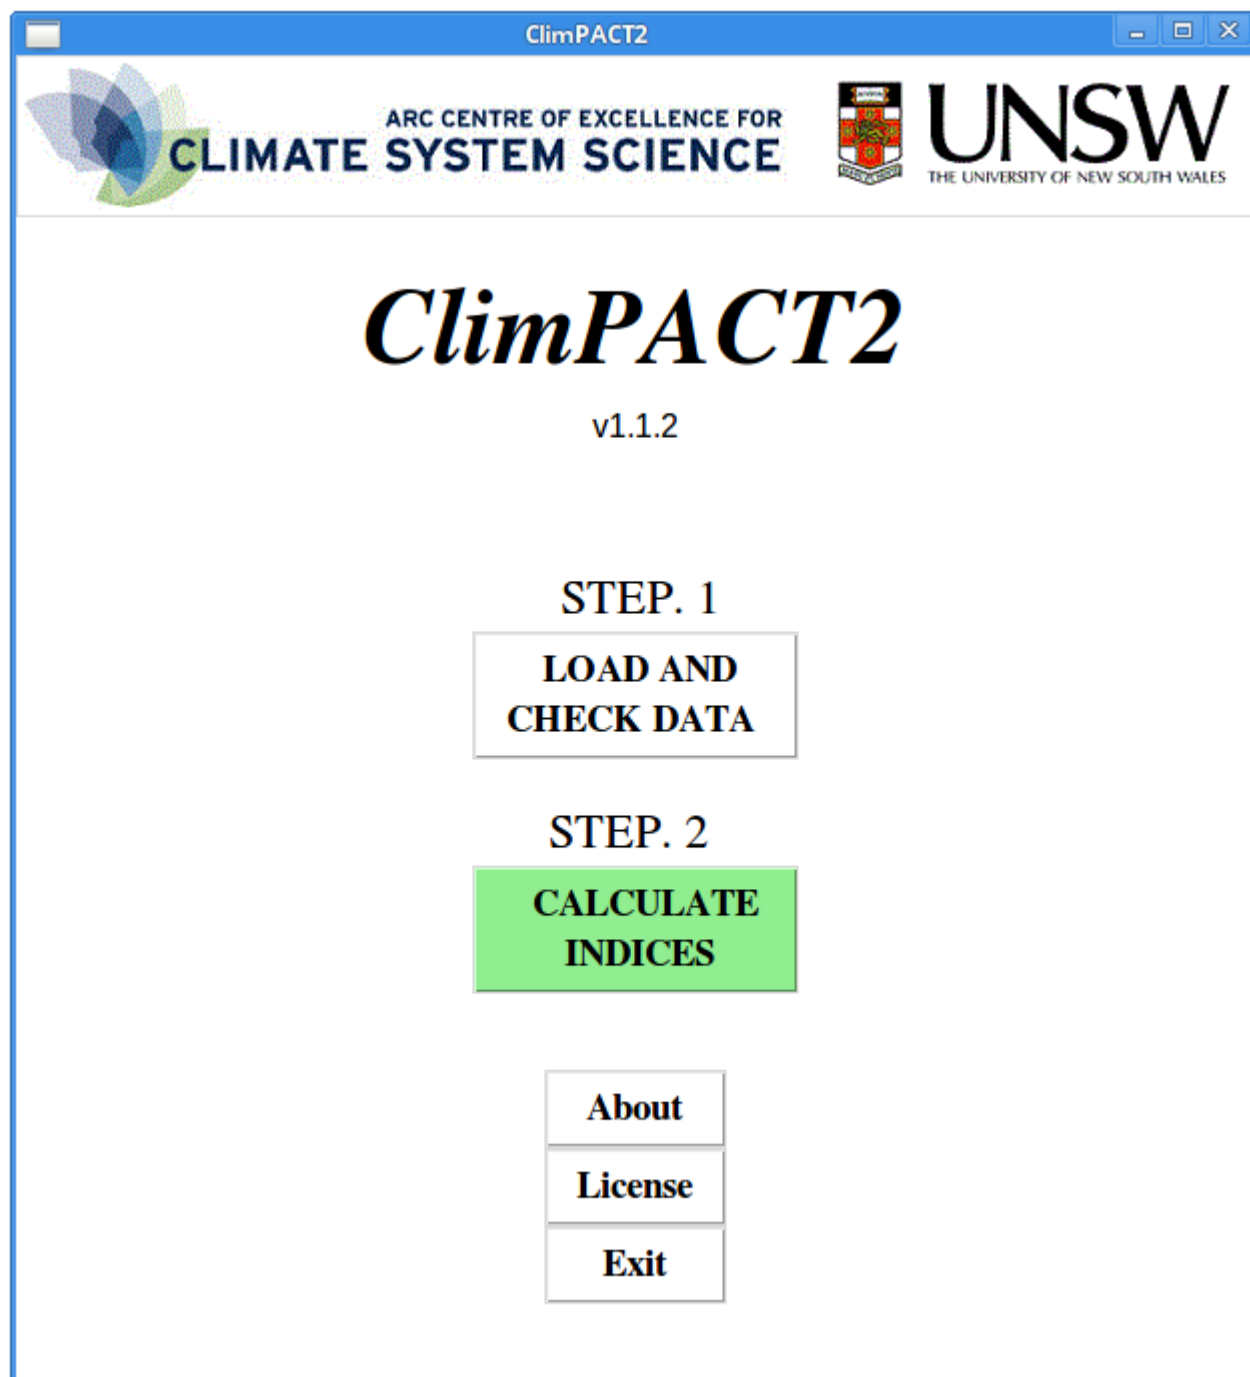 ClimPACT2
ARC CENTRE OF EXCELLENCE FOR
CLIMATE SYSTEM SCIENCE
UNSW
THE UNIVERSITY OF NEW SOUTH WALES
ClimPACT2
v1.1.2
STEP. 1
LOAD AND
CHECK DATA
STEP. 2
CALCULATE
INDICES
About
License
Exit